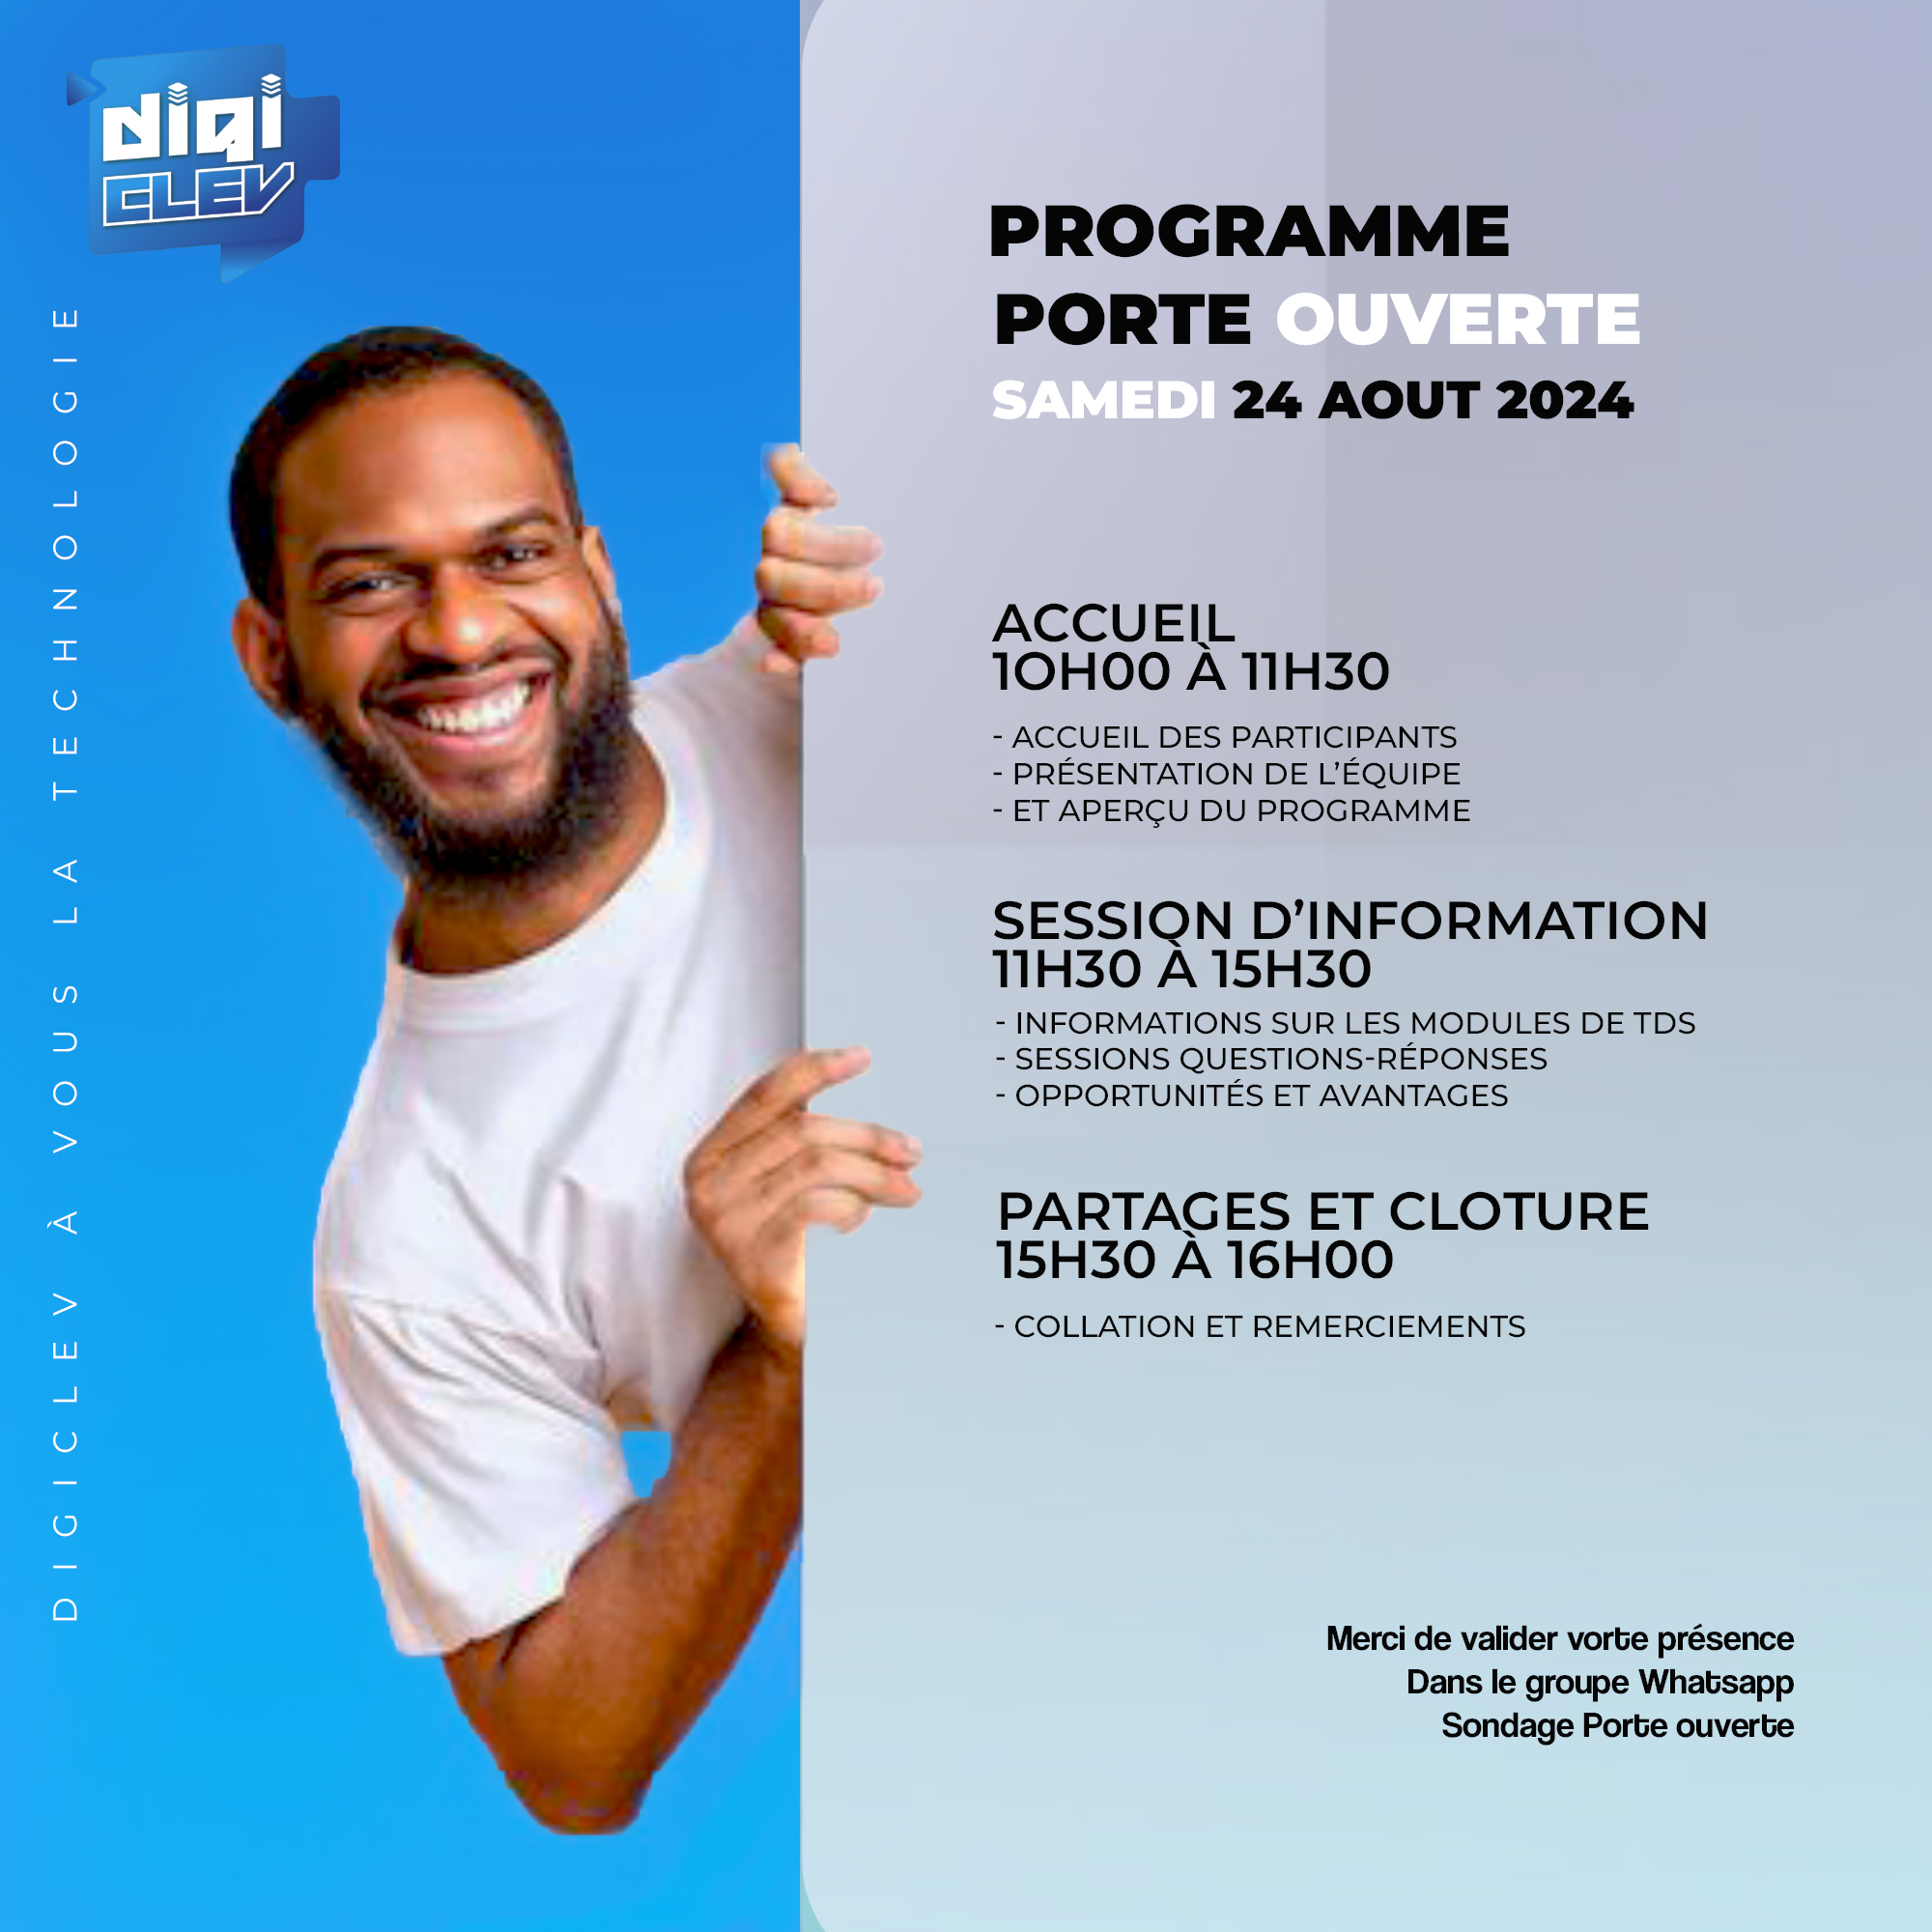 digi
CLEV
DIGICLEV À VOUS LA TECHNOLOGIE
PROGRAMME
PORTE OUVERTE
SAMEDI 24 AOUT 2024
ACCUEIL
1OH00 À 11H30
- ACCUEIL DES PARTICIPANTS
- PRÉSENTATION DE L’ÉQUIPE
- ET APERÇU DU PROGRAMME
SESSION D’INFORMATION
11H30 À 15H30
- INFORMATIONS SUR LES MODULES DE TDS
- SESSIONS QUESTIONS-RÉPONSES
- OPPORTUNITÉS ET AVANTAGES
PARTAGES ET CLOTURE
15H30 À 16H00
- COLLATION ET REMERCIEMENTS
Merci de valider vorte présence
Dans le groupe Whatsapp
Sondage Porte ouverte